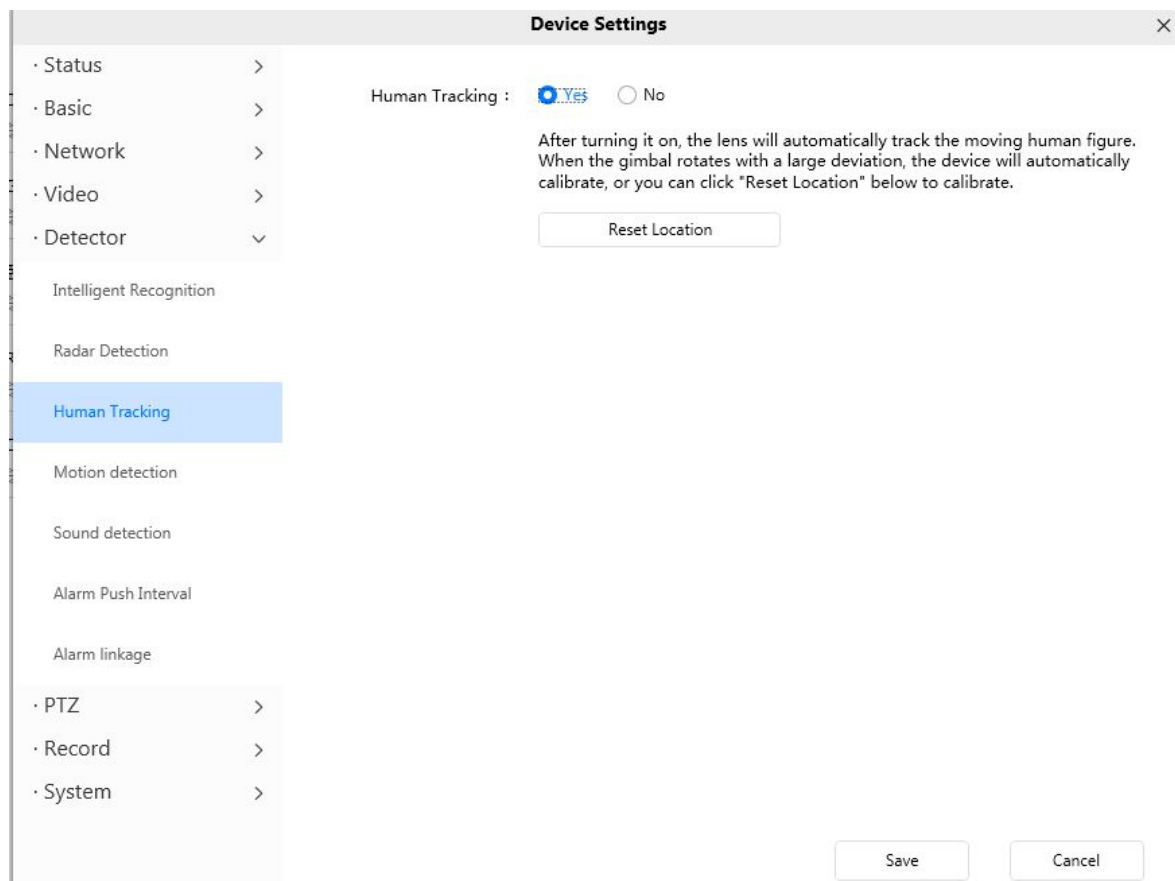 Device Settings
· Status
· Basic
· Network
· Video
· Detector
Intelligent Recognition
Radar Detection
Human Tracking
Motion detection
Sound detection
Alarm Push Interval
Alarm linkage
· PTZ
· Record
· System
Human Tracking : Yes No
After turning it on, the lens will automatically track the moving human figure.
When the gimbal rotates with a large deviation, the device will automatically
calibrate, or you can click "Reset Location" below to calibrate.
Reset Location
Save Cancel